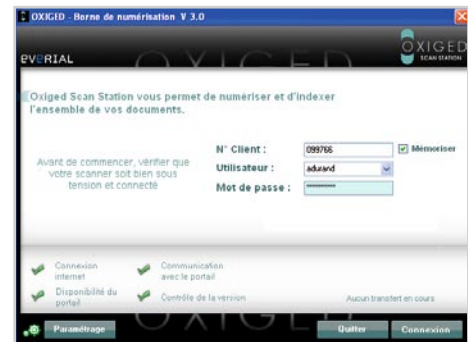 OXIGED - Borne de numérisation V 3.0
everial
OXIGED
OXIGED
SCAN STATION
Oxiged Scan Station vous permet de numériser et d'indexer
l'ensemble de vos documents.
Avant de commencer, vérifier que
votre scanner soit bien sous
tension et connecté
N° Client :
099766
Mémoriser
Utilisateur :
adurand
Mot de passe :
Connexion
internet
Communication
avec le portail
Disponibilité du
portail
Contrôle de la version
Aucun transfert en cours
OXIGED
Paramétrage
Quitter
Connexion